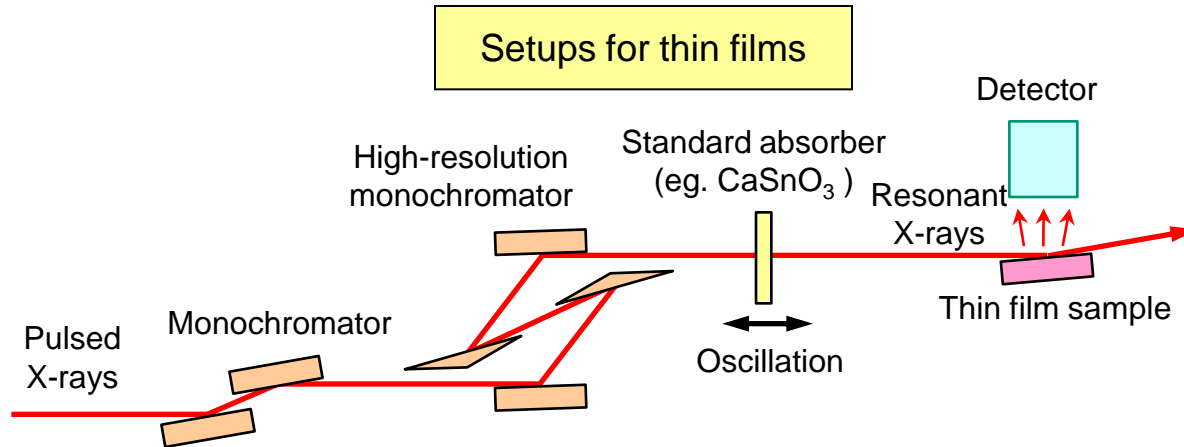 Setups for thin films
Detector
High-resolution
monochromator
Standard absorber
(eg. CaSnO₃ )
Resonant
X-rays
Thin film sample
Monochromator
Oscillation
Pulsed
X-rays